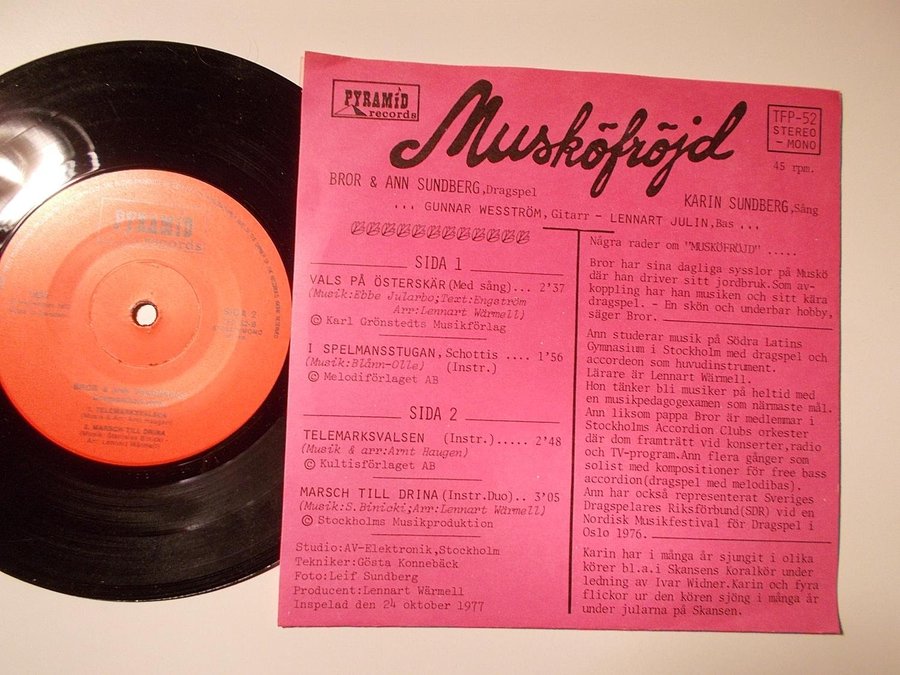 PYRAMID
records
Musköfröjd
TFP-52
STEREO
-MONO
45 rpm.
BROR & ANN SUNDBERG, Dragspel
KARIN SUNDBERG, Sång
... GUNNAR WESSTRÖM, Gitarr - LENNART JULIN, Bas ...
SIDA 1
VALS PÅ ÖSTERSKÄR (Med sång)... 2'37
(Musik:Ebbe Jularbo;Text:Engström
Arr:Lennart Wärmell)
© Karl Grönstedts Musikförlag
I SPELMANSSTUGAN, Schottis .... 1'56
(Musik:Blånn-Olle) (Instr.)
© Melodiförlaget AB
SIDA 2
TELEMARKSVALSEN (Instr.)..... 2'48
(Musik & arr:Arnt Haugen)
© Kultisförlaget AB
MARSCH TILL DRINA (Instr.Duo).. 3'05
(Musik:S.Binicki;Arr:Lennart Wärmell)
© Stockholms Musikproduktion
Studio:AV-Elektronik,Stockholm
Tekniker:Gösta Konnebäck
Foto:Leif Sundberg
Producent:Lennart Wärmell
Inspelad den 24 oktober 1977
Några rader om "MUSKÖFRÖJD" .....
Bror har sina dagliga sysslor på Muskö
där han driver sitt jordbruk.Som av-
koppling har han musiken och sitt kära
dragspel. - En skön och underbar hobby,
säger Bror.
Ann studerar musik på Södra Latins
Gymnasium i Stockholm med dragspel och
accordeon som huvudinstrument.
Lärare är Lennart Wärmell.
Hon tänker bli musiker på heltid med
en musikpedagogexamen som närmaste mål.
Ann liksom pappa Bror är medlemmar i
Stockholms Accordion Clubs orkester
där dom framträtt vid konserter,radio
och TV-program.Ann flera gånger som
solist med kompositioner för free bass
accordion(dragspel med melodibas).
Ann har också representerat Sveriges
Dragspelares Riksförbund(SDR) vid en
Nordisk Musikfestival för Dragspel i
Oslo 1976.
Karin har i många år sjungit i olika
körer bl.a.i Skansens Koralkör under
ledning av Ivar Widner.Karin och fyra
flickor ur den kören sjöng i många år
under jularna på Skansen.
PYRAMID
records
SIDA 2
BROR & ANN SUNDBERG
1. TELEMARKSVALSEN
2. MARSCH TILL DRINA
(Musik: Stanislav Binicki
Arr: Lennart Wärmell)